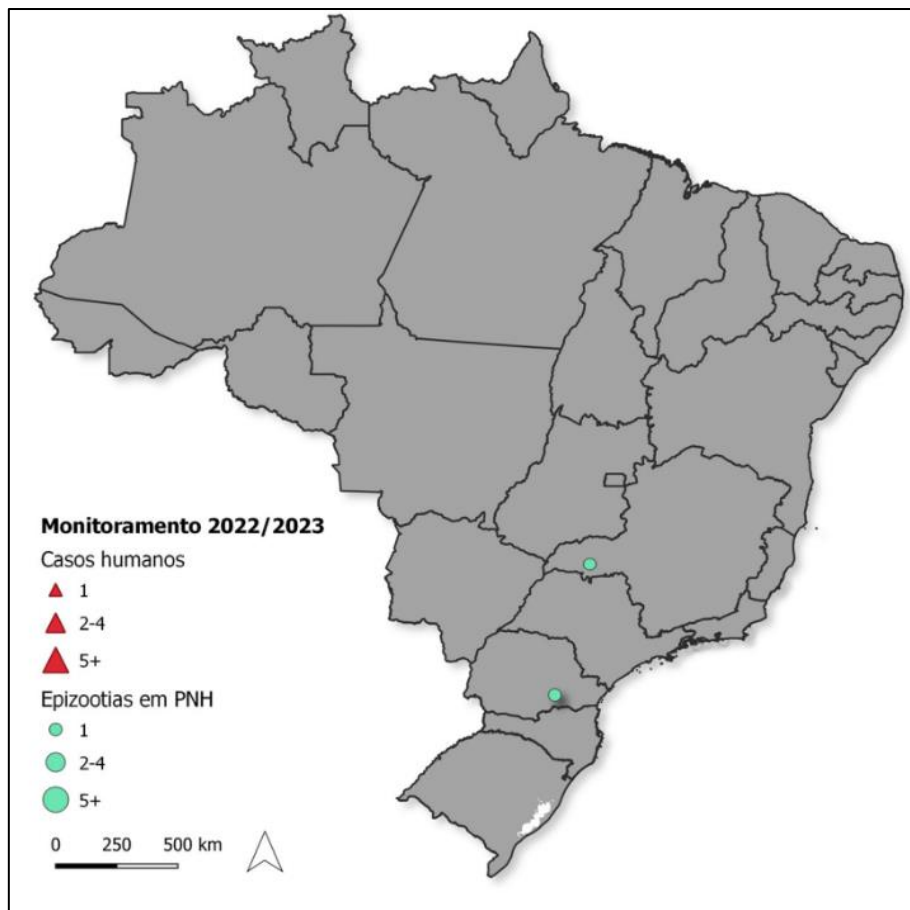 Monitoramento 2022/2023
Casos humanos
1
2-4
5+
Epizootias em PNH
1
2-4
5+
0 250 500 km